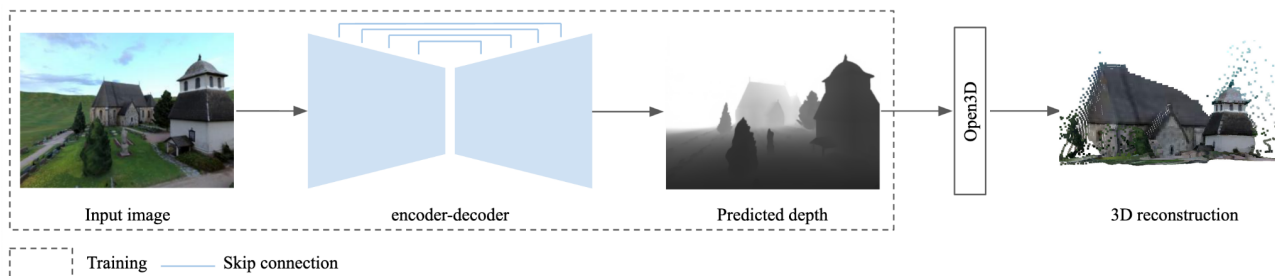 Open3D
Input image
encoder-decoder
Predicted depth
3D reconstruction
Training
Skip connection